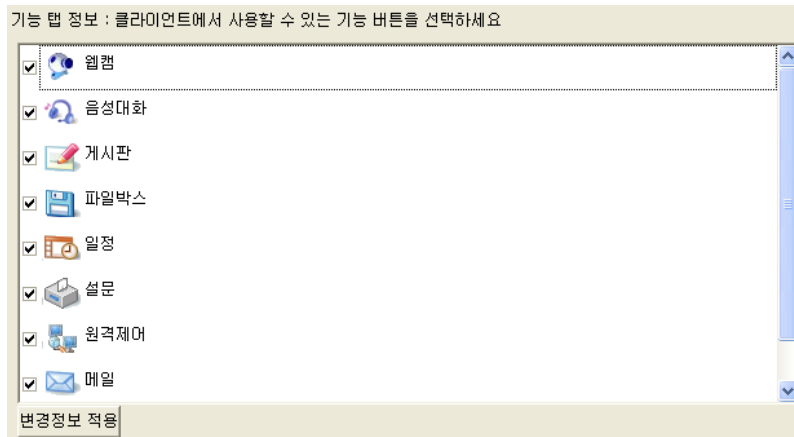 기능 탭 정보 : 클라이언트에서 사용할 수 있는 기능 버튼을 선택하세요
웹캠
음성대화
게시판
파일박스
일정
설문
원격제어
메일
변경정보 적용